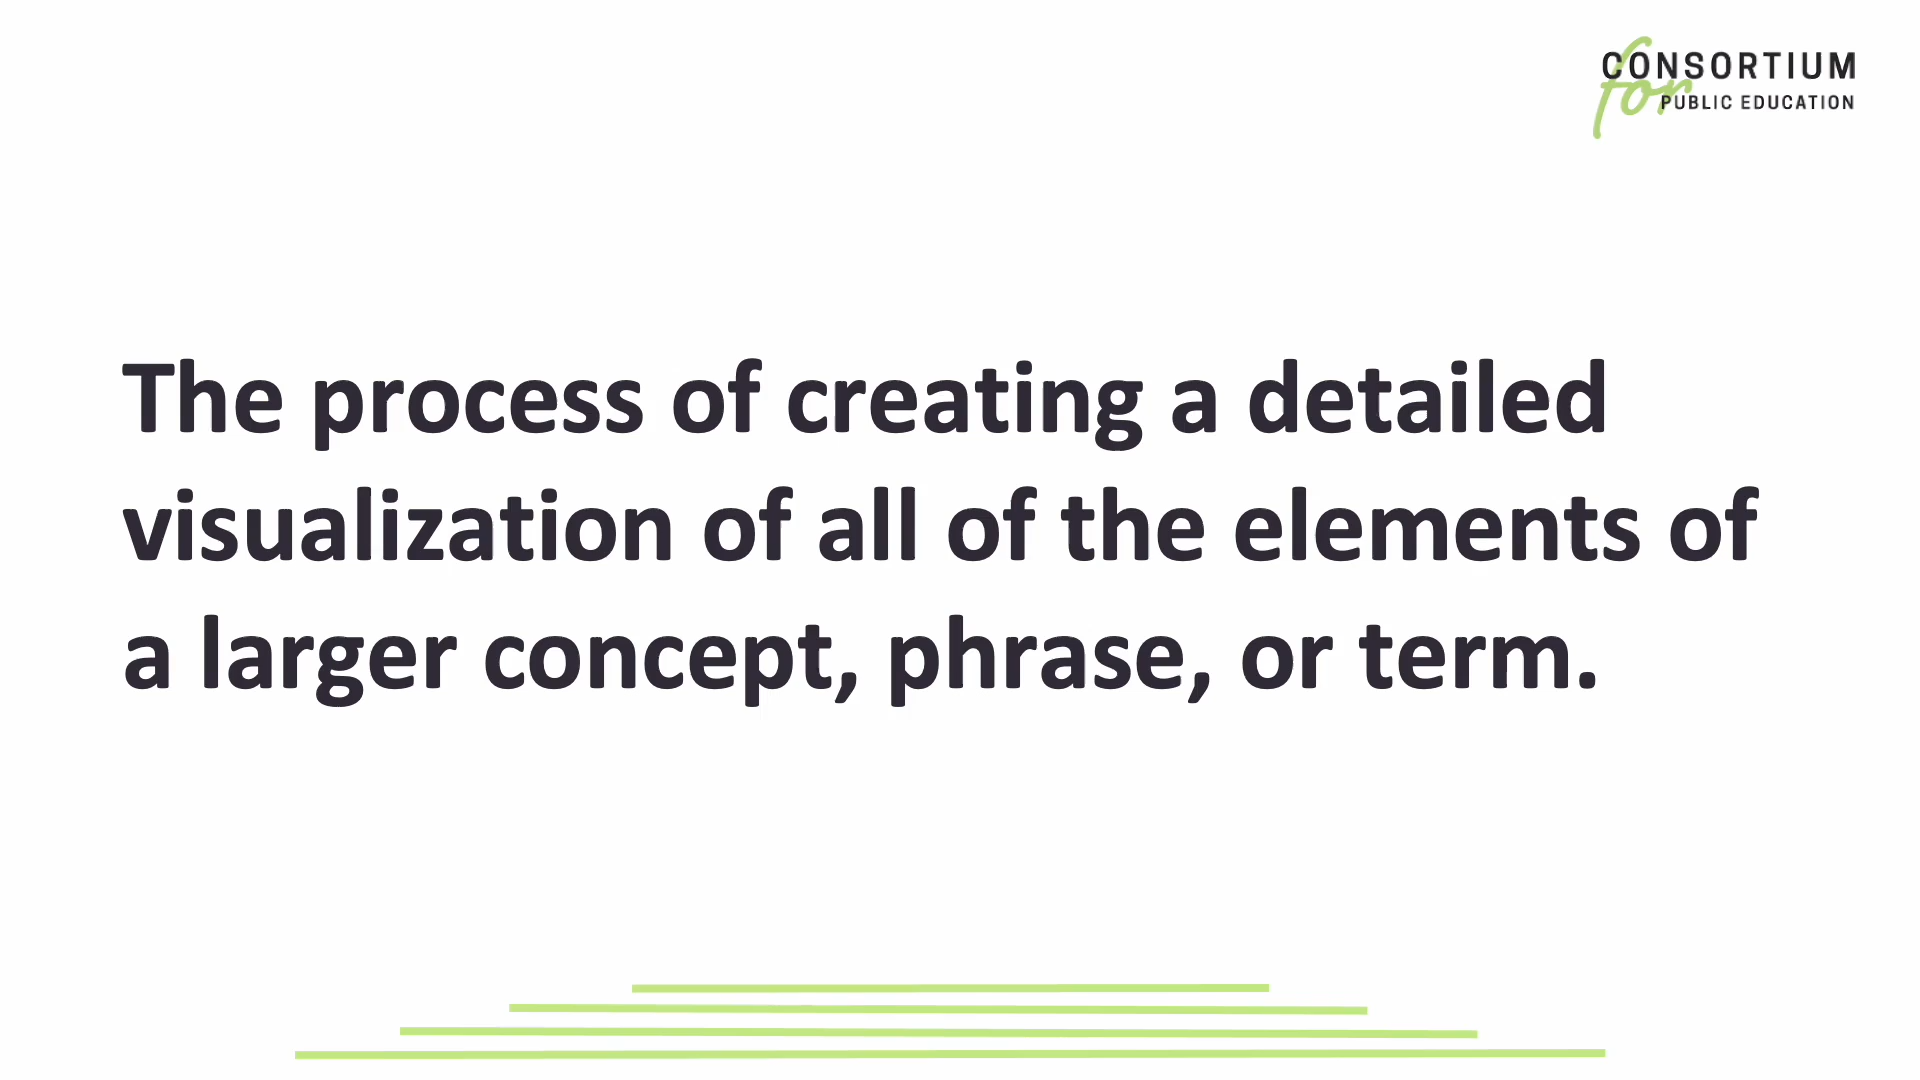 CONSORTIUM
for PUBLIC EDUCATION
The process of creating a detailed
visualization of all of the elements of
a larger concept, phrase, or term.